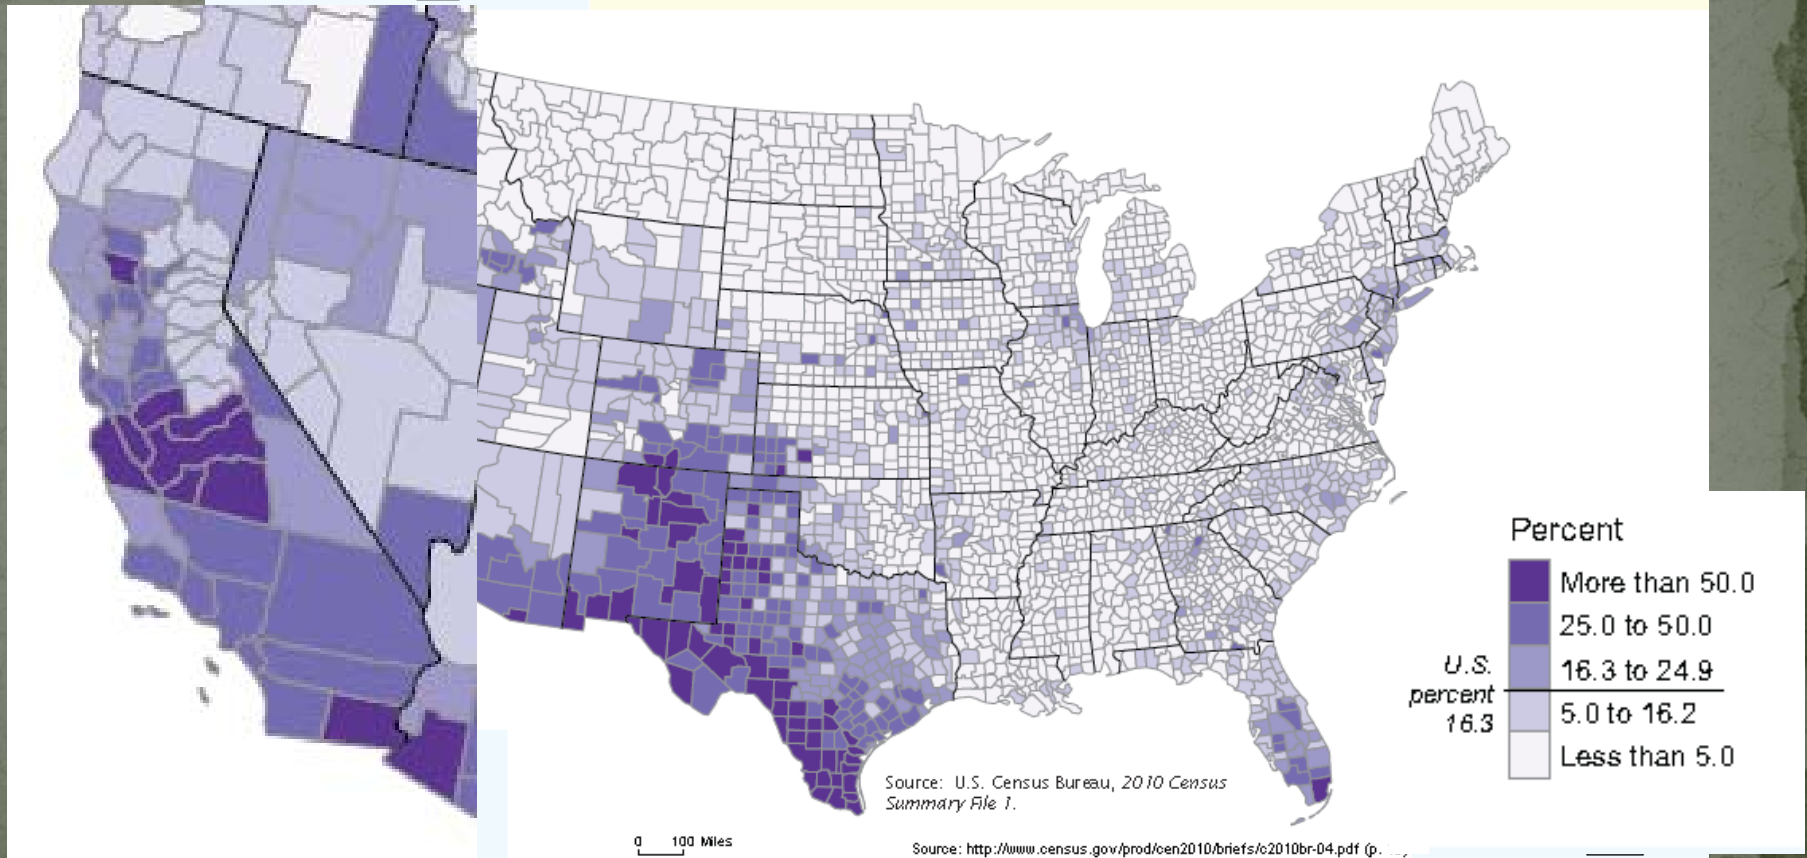 Percent
More than 50.0
25.0 to 50.0
16.3 to 24.9
5.0 to 16.2
Less than 5.0
U.S.
percent
16.3
Source: U.S. Census Bureau, 2010 Census
Summary File 1.
0 100 Miles
Source: http://www.census.gov/prod/cen2010/briefs/c2010br-04.pdf (p.